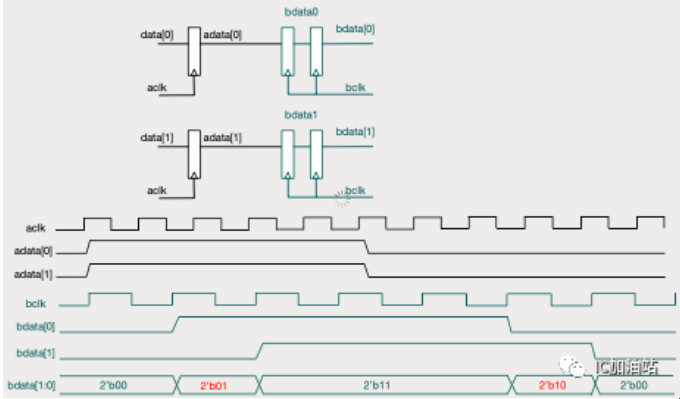 bdata0
data[0] adata[0] bdata[0]
aclk bclk
bdata1
data[1] adata[1] bdata[1]
aclk bclk
aclk
adata[0]
adata[1]
bclk
bdata[0]
bdata[1]
IC加油站
bdata[1:0] 2'b00 2'b01 2'b11 2'b10 2'b00